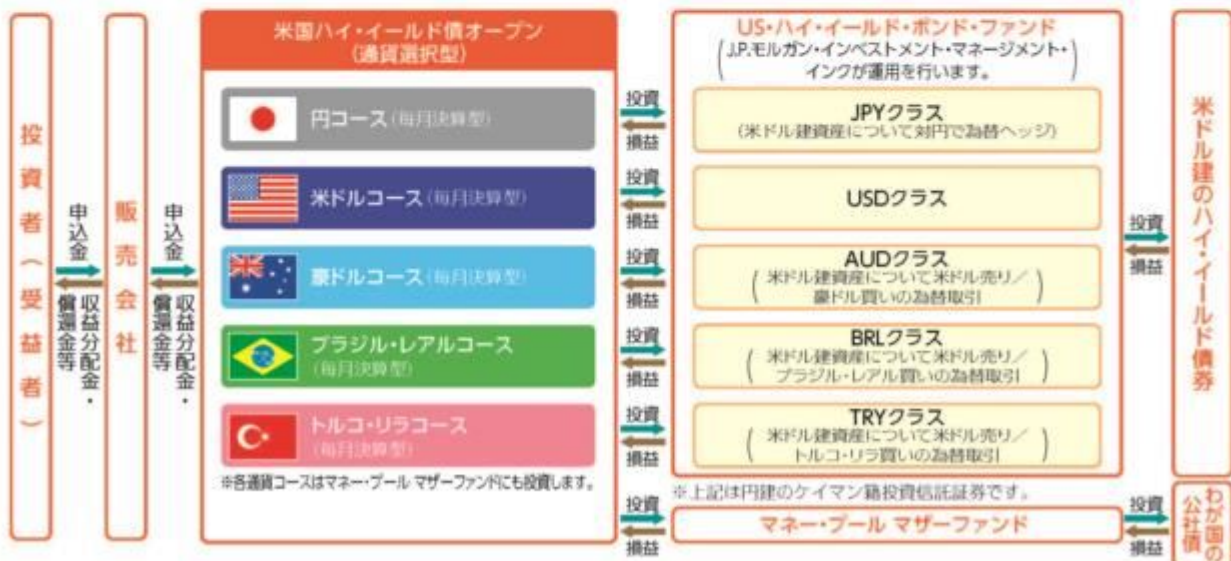 投資者（受益者）
申込金
収益分配金・
償還金等
販売会社
申込金
収益分配金・
償還金等
米国ハイ・イールド債オープン
（通貨選択型）
円コース（毎月決算型）
米ドルコース（毎月決算型）
豪ドルコース（毎月決算型）
ブラジル・レアルコース
（毎月決算型）
トルコ・リラコース
（毎月決算型）
※各通貨コースはマネー・プール マザーファンドにも投資します。
投資
損益
投資
損益
投資
損益
投資
損益
投資
損益
投資
損益
US・ハイ・イールド・ボンド・ファンド
（J.P.モルガン・インベストメント・マネージメント・
インクが運用を行います。）
JPYクラス
（米ドル建資産について対円で為替ヘッジ）
USDクラス
AUDクラス
（米ドル建資産について米ドル売り／
豪ドル買いの為替取引）
BRLクラス
（米ドル建資産について米ドル売り／
ブラジル・レアル買いの為替取引）
TRYクラス
（米ドル建資産について米ドル売り／
トルコ・リラ買いの為替取引）
※上記は円建のケイマン籍投資信託証券です。
マネー・プール マザーファンド
投資
損益
投資
損益
米ドル建のハイ・イールド債券
わが国の
公社債